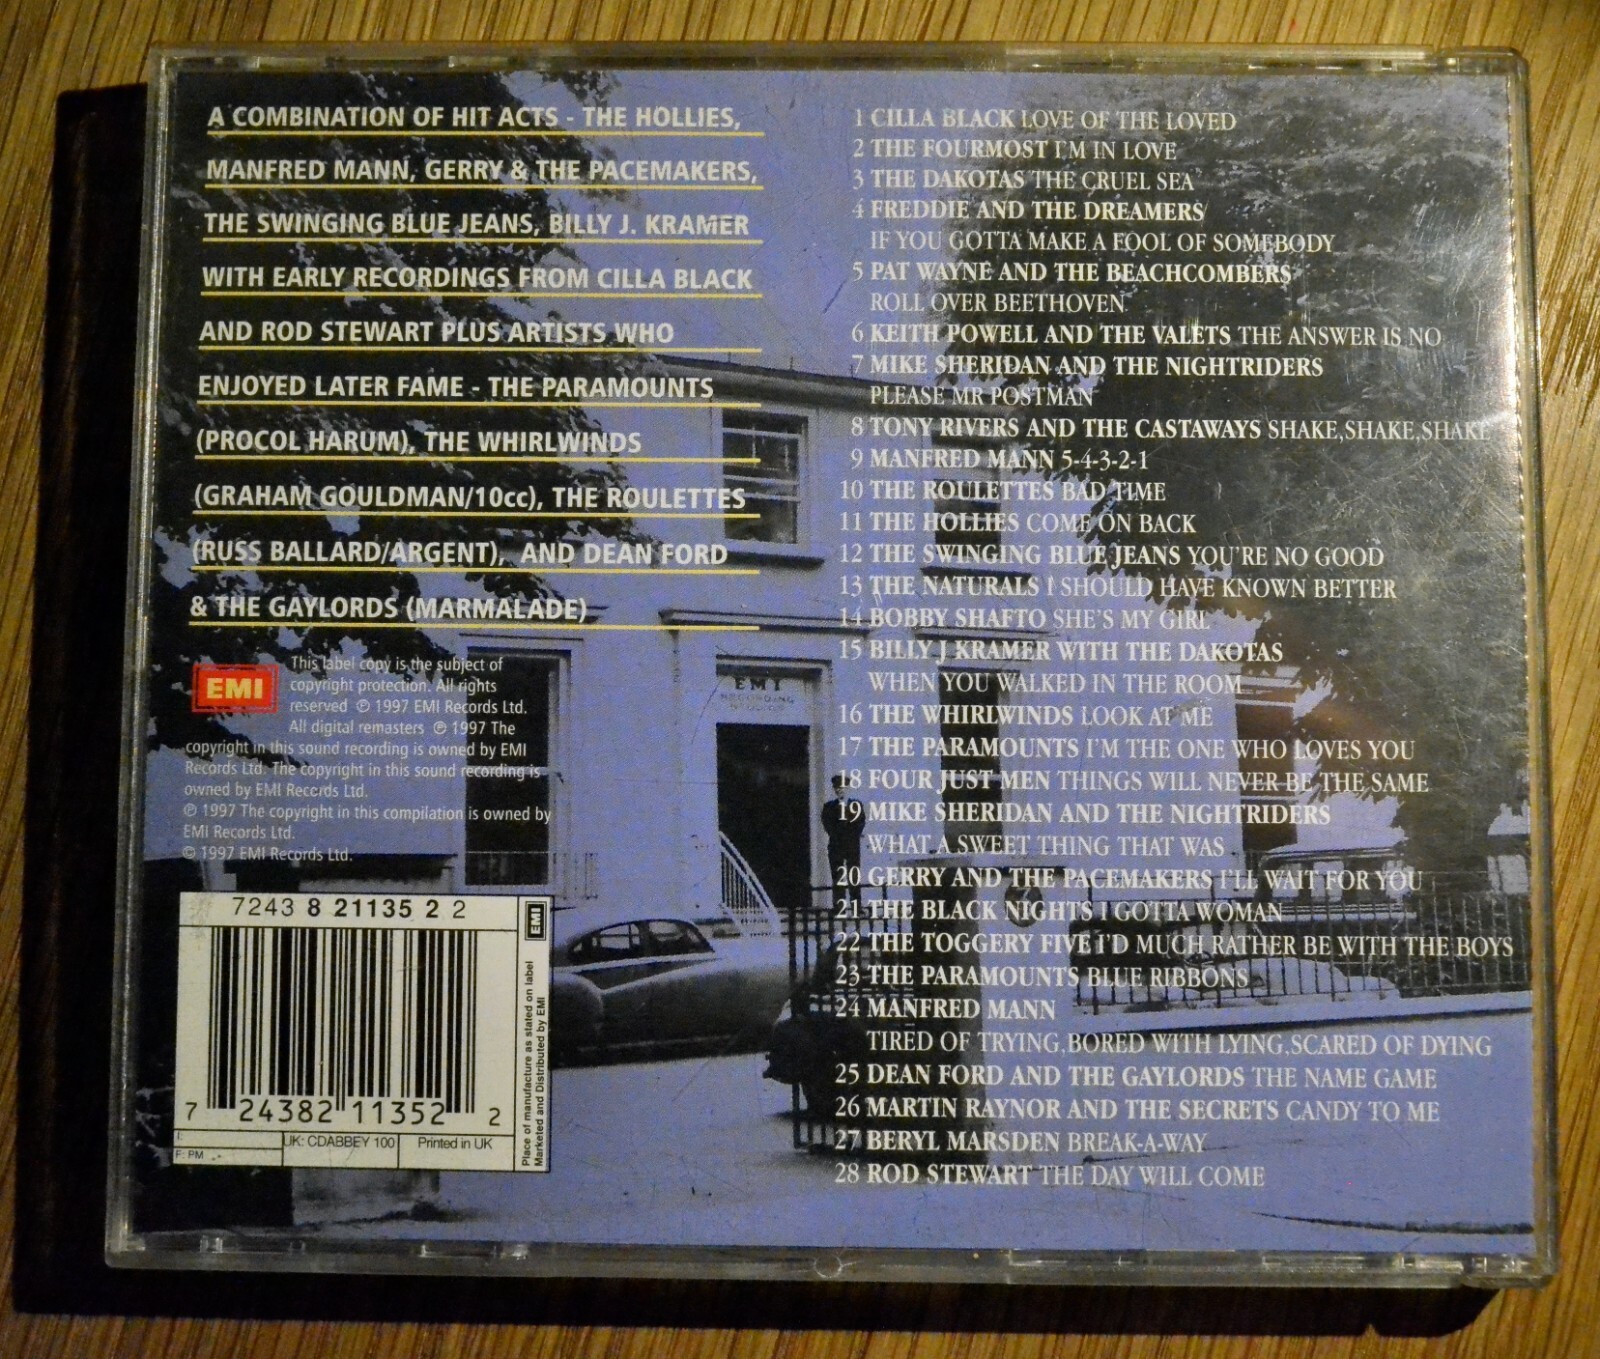 A COMBINATION OF HIT ACTS - THE HOLLIES,
MANFRED MANN, GERRY & THE PACEMAKERS,
THE SWINGING BLUE JEANS, BILLY J. KRAMER
WITH EARLY RECORDINGS FROM CILLA BLACK
AND ROD STEWART PLUS ARTISTS WHO
ENJOYED LATER FAME - THE PARAMOUNTS
(PROCOL HARUM), THE WHIRLWINDS
(GRAHAM GOULDMAN/10cc), THE ROULETTES
(RUSS BALLARD/ARGENT), AND DEAN FORD
& THE GAYLORDS (MARMALADE)
EMI
This label copy is the subject of
copyright protection. All rights
reserved ℗ 1997 EMI Records Ltd.
All digital remasters ℗ 1997 The
copyright in this sound recording is owned by EMI
Records Ltd. The copyright in this sound recording is
owned by EMI Records Ltd.
℗ 1997 The copyright in this compilation is owned by
EMI Records Ltd.
© 1997 EMI Records Ltd.
7243 8 21135 2 2
7 24382 11352 2
I:
F: PM
UK: CDABBEY 100
Printed in UK
EMI
Place of manufacture as stated on label
Marketed and Distributed by EMI
EMI
RECORDING
STUDIOS
1 CILLA BLACK LOVE OF THE LOVED
2 THE FOURMOST I'M IN LOVE
3 THE DAKOTAS THE CRUEL SEA
4 FREDDIE AND THE DREAMERS
IF YOU GOTTA MAKE A FOOL OF SOMEBODY
5 PAT WAYNE AND THE BEACHCOMBERS
ROLL OVER BEETHOVEN
6 KEITH POWELL AND THE VALETS THE ANSWER IS NO
7 MIKE SHERIDAN AND THE NIGHTRIDERS
PLEASE MR POSTMAN
8 TONY RIVERS AND THE CASTAWAYS SHAKE,SHAKE,SHAKE
9 MANFRED MANN 5-4-3-2-1
10 THE ROULETTES BAD TIME
11 THE HOLLIES COME ON BACK
12 THE SWINGING BLUE JEANS YOU'RE NO GOOD
13 THE NATURALS I SHOULD HAVE KNOWN BETTER
14 BOBBY SHAFTO SHE'S MY GIRL
15 BILLY J KRAMER WITH THE DAKOTAS
WHEN YOU WALKED IN THE ROOM
16 THE WHIRLWINDS LOOK AT ME
17 THE PARAMOUNTS I'M THE ONE WHO LOVES YOU
18 FOUR JUST MEN THINGS WILL NEVER BE THE SAME
19 MIKE SHERIDAN AND THE NIGHTRIDERS
WHAT A SWEET THING THAT WAS
20 GERRY AND THE PACEMAKERS I'LL WAIT FOR YOU
21 THE BLACK NIGHTS I GOTTA WOMAN
22 THE TOGGERY FIVE I'D MUCH RATHER BE WITH THE BOYS
23 THE PARAMOUNTS BLUE RIBBONS
24 MANFRED MANN
TIRED OF TRYING,BORED WITH LYING,SCARED OF DYING
25 DEAN FORD AND THE GAYLORDS THE NAME GAME
26 MARTIN RAYNOR AND THE SECRETS CANDY TO ME
27 BERYL MARSDEN BREAK-A-WAY
28 ROD STEWART THE DAY WILL COME